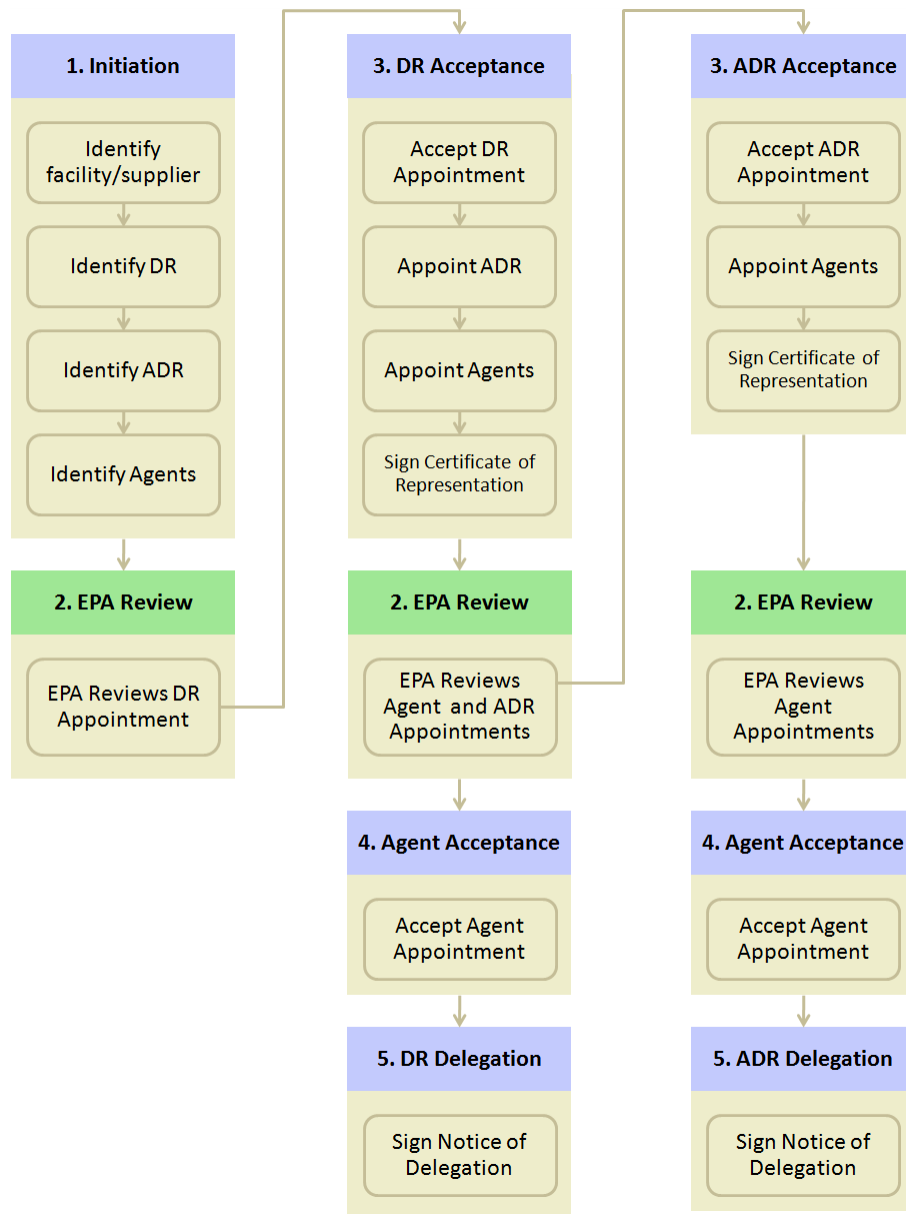 1. Initiation
Identify
facility/supplier
Identify DR
Identify ADR
Identify Agents
2. EPA Review
EPA Reviews DR
Appointment
3. DR Acceptance
Accept DR
Appointment
Appoint ADR
Appoint Agents
Sign Certificate of
Representation
2. EPA Review
EPA Reviews
Agent and ADR
Appointments
4. Agent Acceptance
Accept Agent
Appointment
5. DR Delegation
Sign Notice of
Delegation
3. ADR Acceptance
Accept ADR
Appointment
Appoint Agents
Sign Certificate of
Representation
2. EPA Review
EPA Reviews
Agent
Appointments
4. Agent Acceptance
Accept Agent
Appointment
5. ADR Delegation
Sign Notice of
Delegation